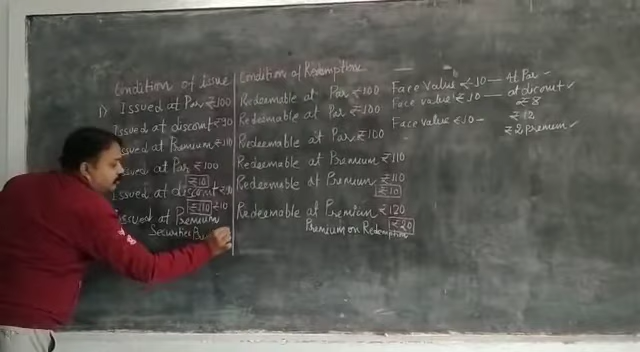 Condition of Issue
Condition of Redemption
1) Issued at Par ₹100
Redeemable at Par ₹100
Face Value ₹10 — At Par
Issued at discount ₹90
Redeemable at Par ₹100
Face value ₹10 — at discount ✓
₹8
Issued at Premium ₹110
Redeemable at Par ₹100
Face value ₹10 –
₹12
₹2 premium ✓
Issued at Par ₹100
Redeemable at Premium ₹110
₹10
Issued at discount
Redeemable at Premium ₹110
₹10
Issued at Premium
Redeemable at Premium ₹120
₹20
Securities
Premium on Redemption